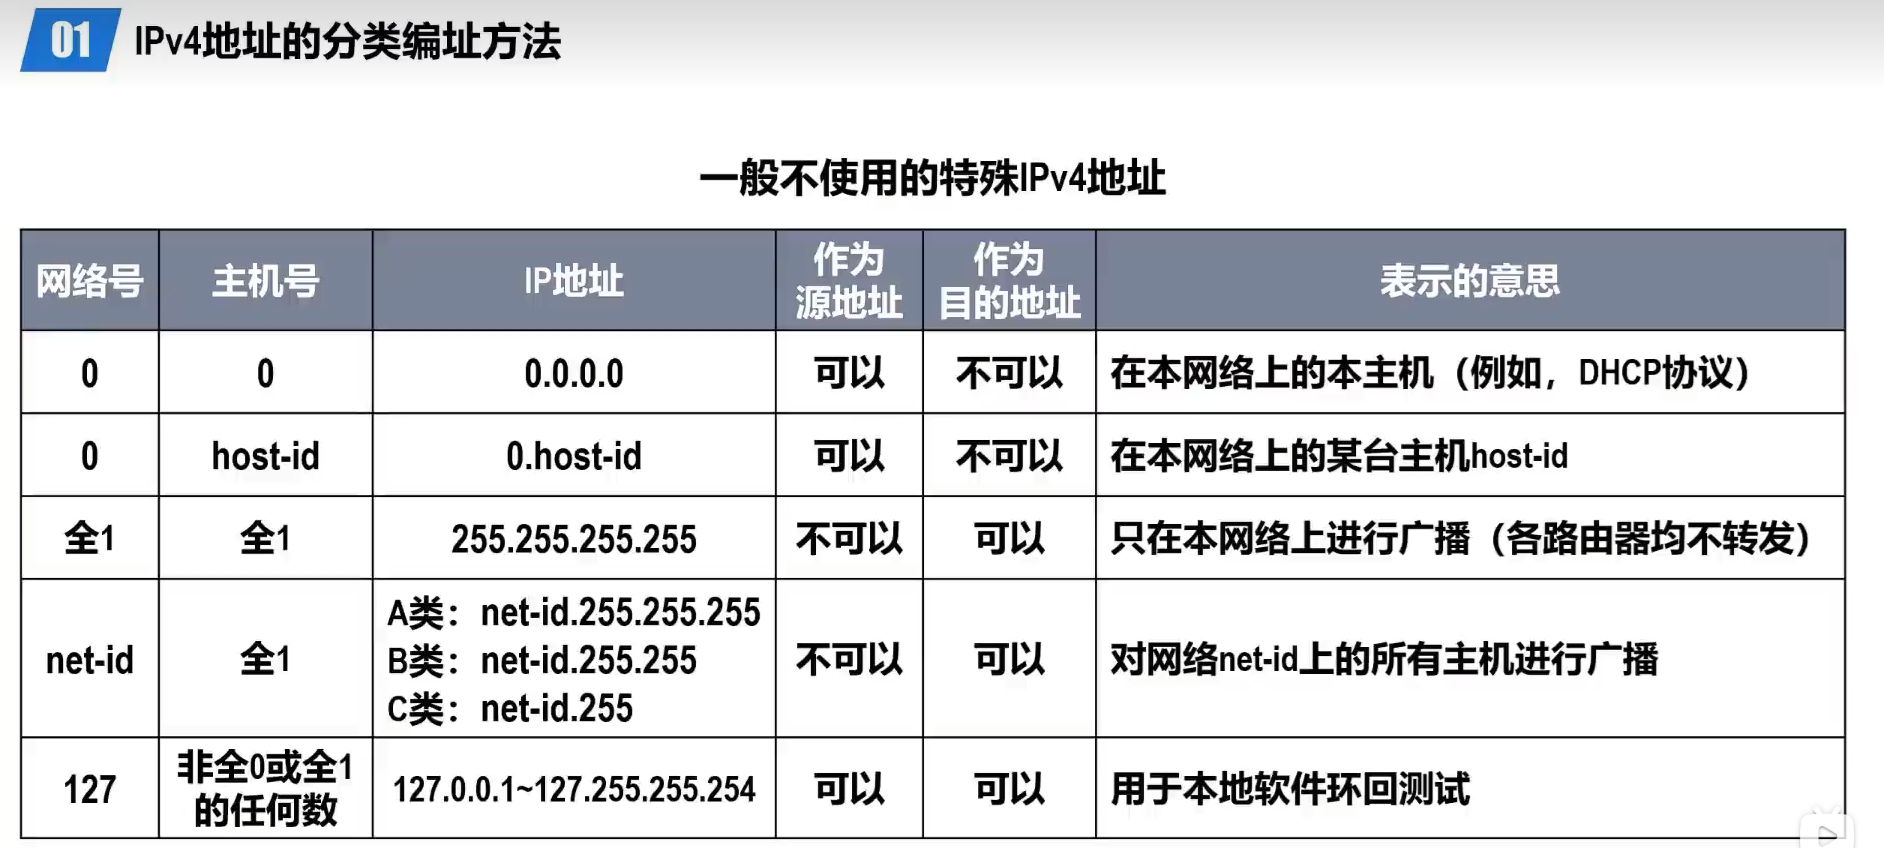 01 IPv4地址的分类编址方法
一般不使用的特殊IPv4地址
网络号 主机号 IP地址 作为源地址 作为目的地址 表示的意思
0 0 0.0.0.0 可以 不可以 在本网络上的本主机（例如，DHCP协议）
0 host-id 0.host-id 可以 不可以 在本网络上的某台主机host-id
全1 全1 255.255.255.255 不可以 可以 只在本网络上进行广播（各路由器均不转发）
net-id 全1 A类：net-id.255.255.255
B类：net-id.255.255
C类：net-id.255
不可以 可以 对网络net-id上的所有主机进行广播
127 非全0或全1
的任何数
127.0.0.1~127.255.255.254 可以 可以 用于本地软件环回测试